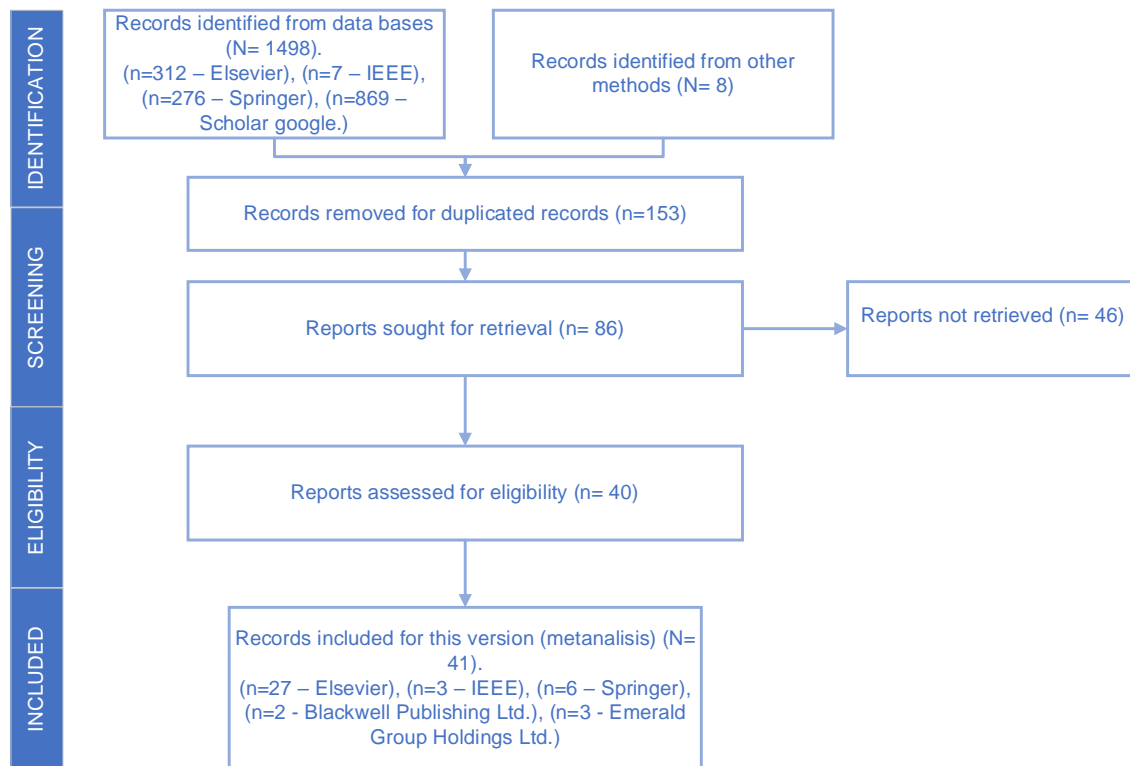 IDENTIFICATION
Records identified from data bases
(N= 1498).
(n=312 – Elsevier), (n=7 – IEEE),
(n=276 – Springer), (n=869 –
Scholar google.)
Records identified from other
methods (N= 8)
Records removed for duplicated records (n=153)
SCREENING
Reports sought for retrieval (n= 86)
Reports not retrieved (n= 46)
ELIGIBILITY
Reports assessed for eligibility (n= 40)
INCLUDED
Records included for this version (metanalisis) (N=
41).
(n=27 – Elsevier), (n=3 – IEEE), (n=6 – Springer),
(n=2 - Blackwell Publishing Ltd.), (n=3 - Emerald
Group Holdings Ltd.)